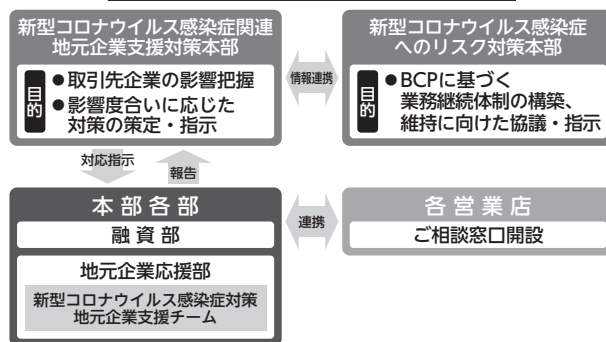 新型コロナウイルス感染症関連
地元企業支援対策本部
目的
●取引先企業の影響把握
●影響度合いに応じた
対策の策定・指示
情報連携
新型コロナウイルス感染症
へのリスク対策本部
目的
●BCPに基づく
業務継続体制の構築、
維持に向けた協議・指示
対応指示
報告
本部各部
融資部
地元企業応援部
新型コロナウイルス感染症対策
地元企業支援チーム
連携
各営業店
ご相談窓口開設